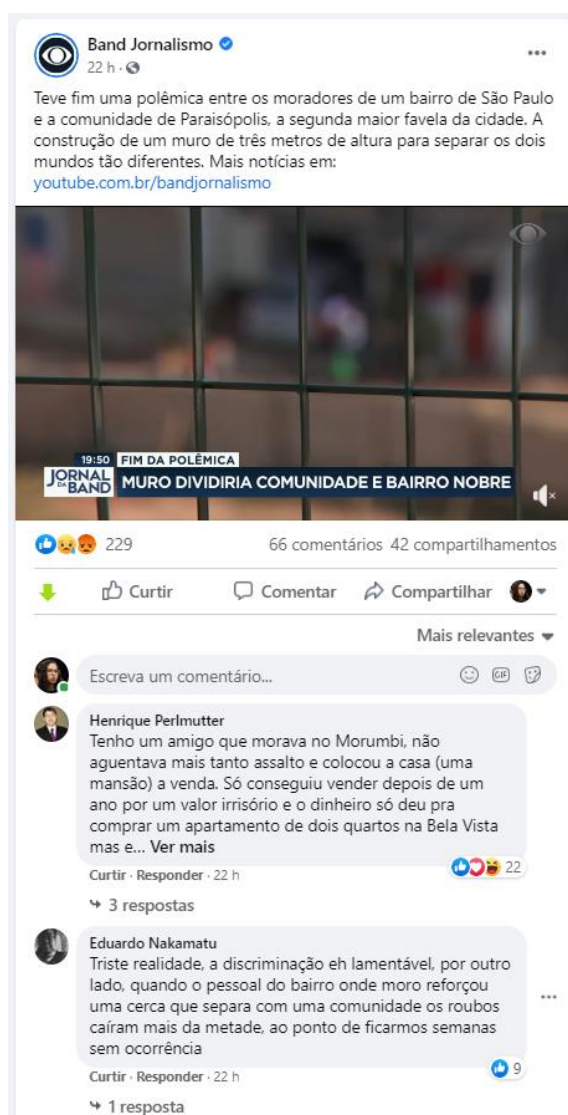 Band Jornalismo
22 h ·
Teve fim uma polêmica entre os moradores de um bairro de São Paulo
e a comunidade de Paraisópolis, a segunda maior favela da cidade. A
construção de um muro de três metros de altura para separar os dois
mundos tão diferentes. Mais notícias em:
youtube.com.br/bandjornalismo
19:50 FIM DA POLÊMICA
JORNAL DA BAND
MURO DIVIDIRIA COMUNIDADE E BAIRRO NOBRE
229 66 comentários 42 compartilhamentos
Curtir Comentar Compartilhar
Mais relevantes
Escreva um comentário... GIF
Henrique Perlmutter
Tenho um amigo que morava no Morumbi, não
aguentava mais tanto assalto e colocou a casa (uma
mansão) a venda. Só conseguiu vender depois de um
ano por um valor irrisório e o dinheiro só deu pra
comprar um apartamento de dois quartos na Bela Vista
mas e... Ver mais
22
Curtir · Responder · 22 h
3 respostas
Eduardo Nakamatu
Triste realidade, a discriminação eh lamentável, por outro
lado, quando o pessoal do bairro onde moro reforçou
uma cerca que separa com uma comunidade os roubos
caíram mais da metade, ao ponto de ficarmos semanas
sem ocorrência
9
Curtir · Responder · 22 h
1 resposta